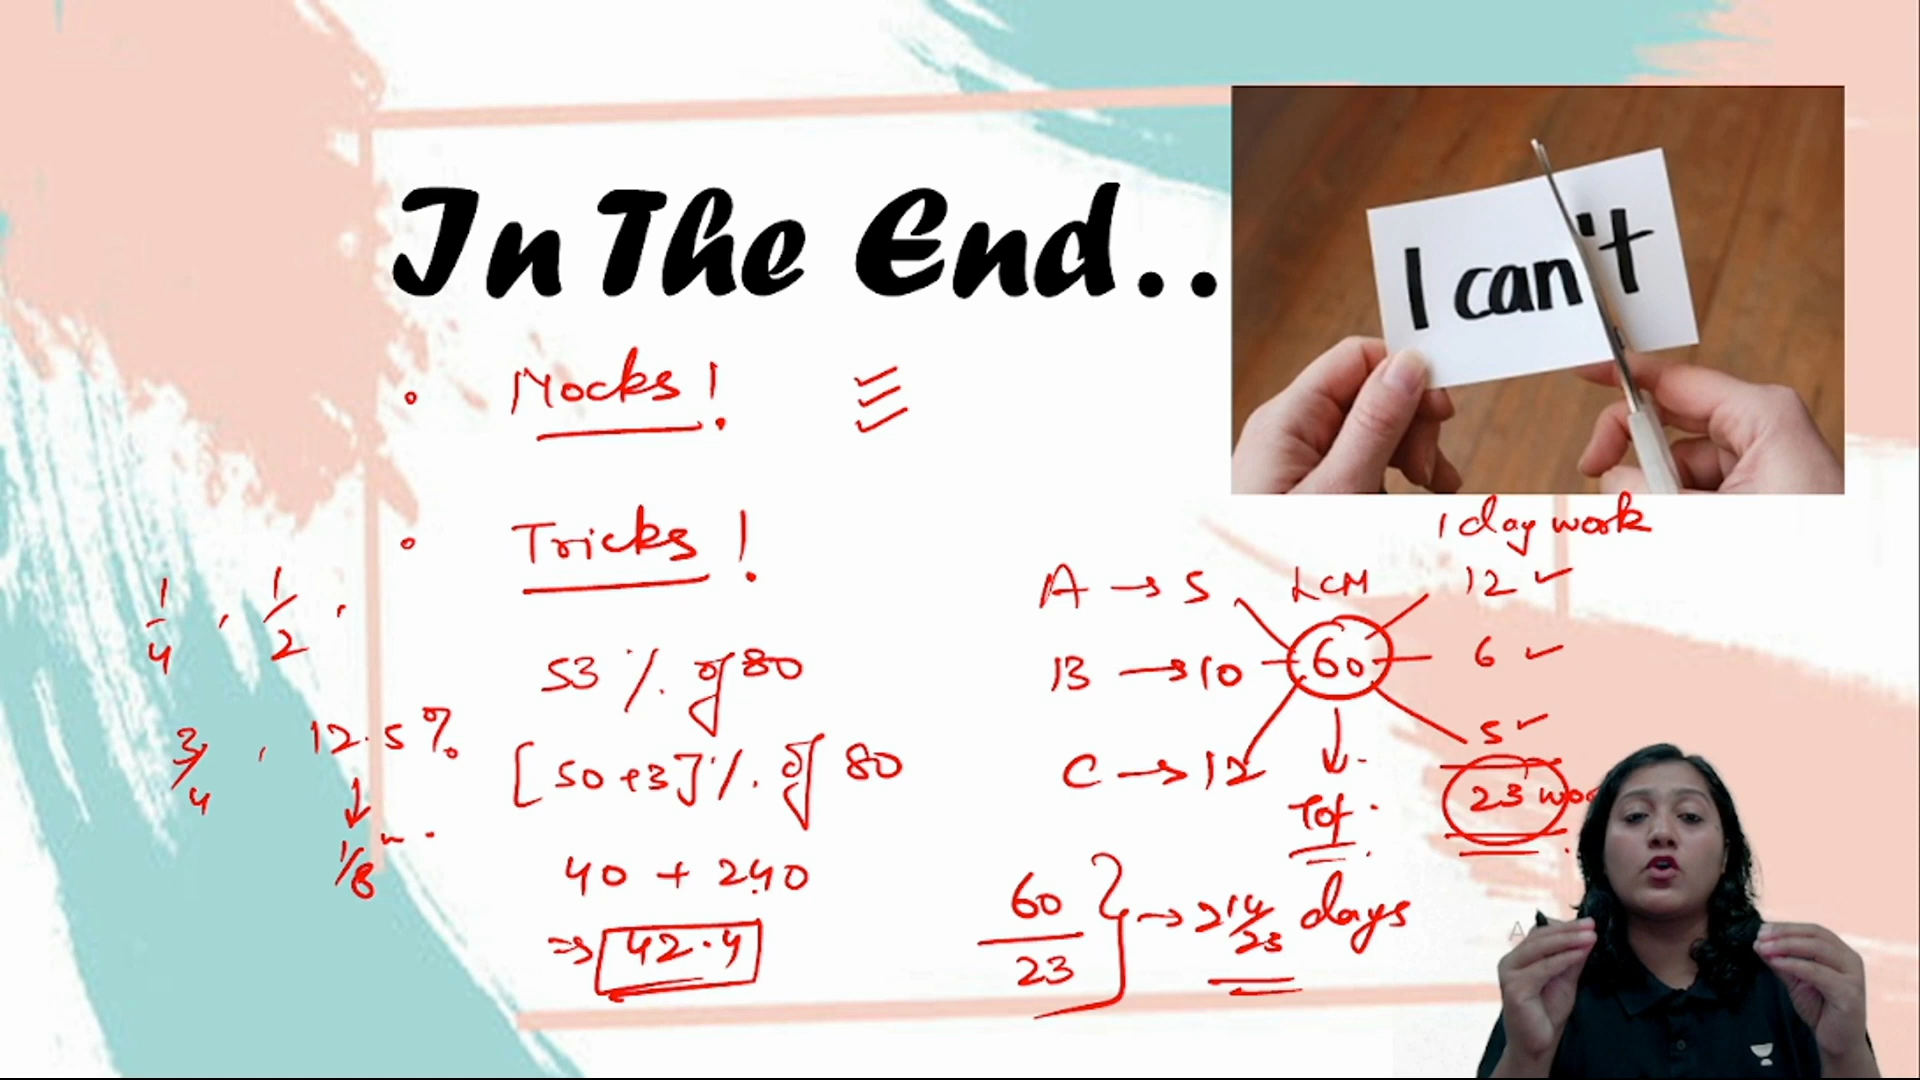 In The End..
I can't
• Mocks!
• Tricks!
1/4, 1/2,
3/4, 12.5%
1/8
53 % of 80
[50+3]% of 80
40 + 2.40
⇒ 42.4
1 day work
A → 5 LCM 12
B → 10 60 6
C → 12 5
Tot. 23
60/23 → 2 14/23 days